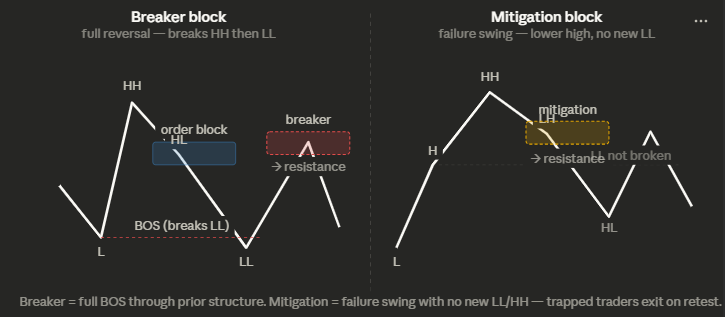 Breaker block
full reversal — breaks HH then LL
HH
order block
HL
breaker
→ resistance
BOS (breaks LL)
L
LL
Mitigation block
...
failure swing — lower high, no new LL
HH
mitigation
LH
H
→ resistance
LL not broken
HL
L
Breaker = full BOS through prior structure. Mitigation = failure swing with no new LL/HH — trapped traders exit on retest.